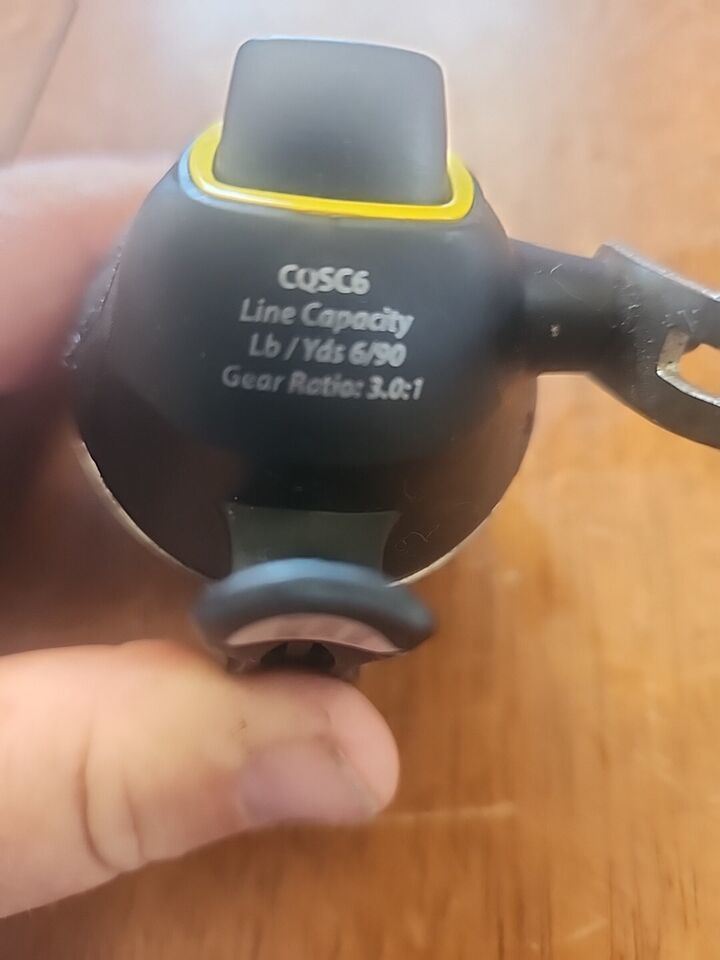 CQSC6
Line Capacity
Lb / Yds 6/90
Gear Ratio: 3.0:1